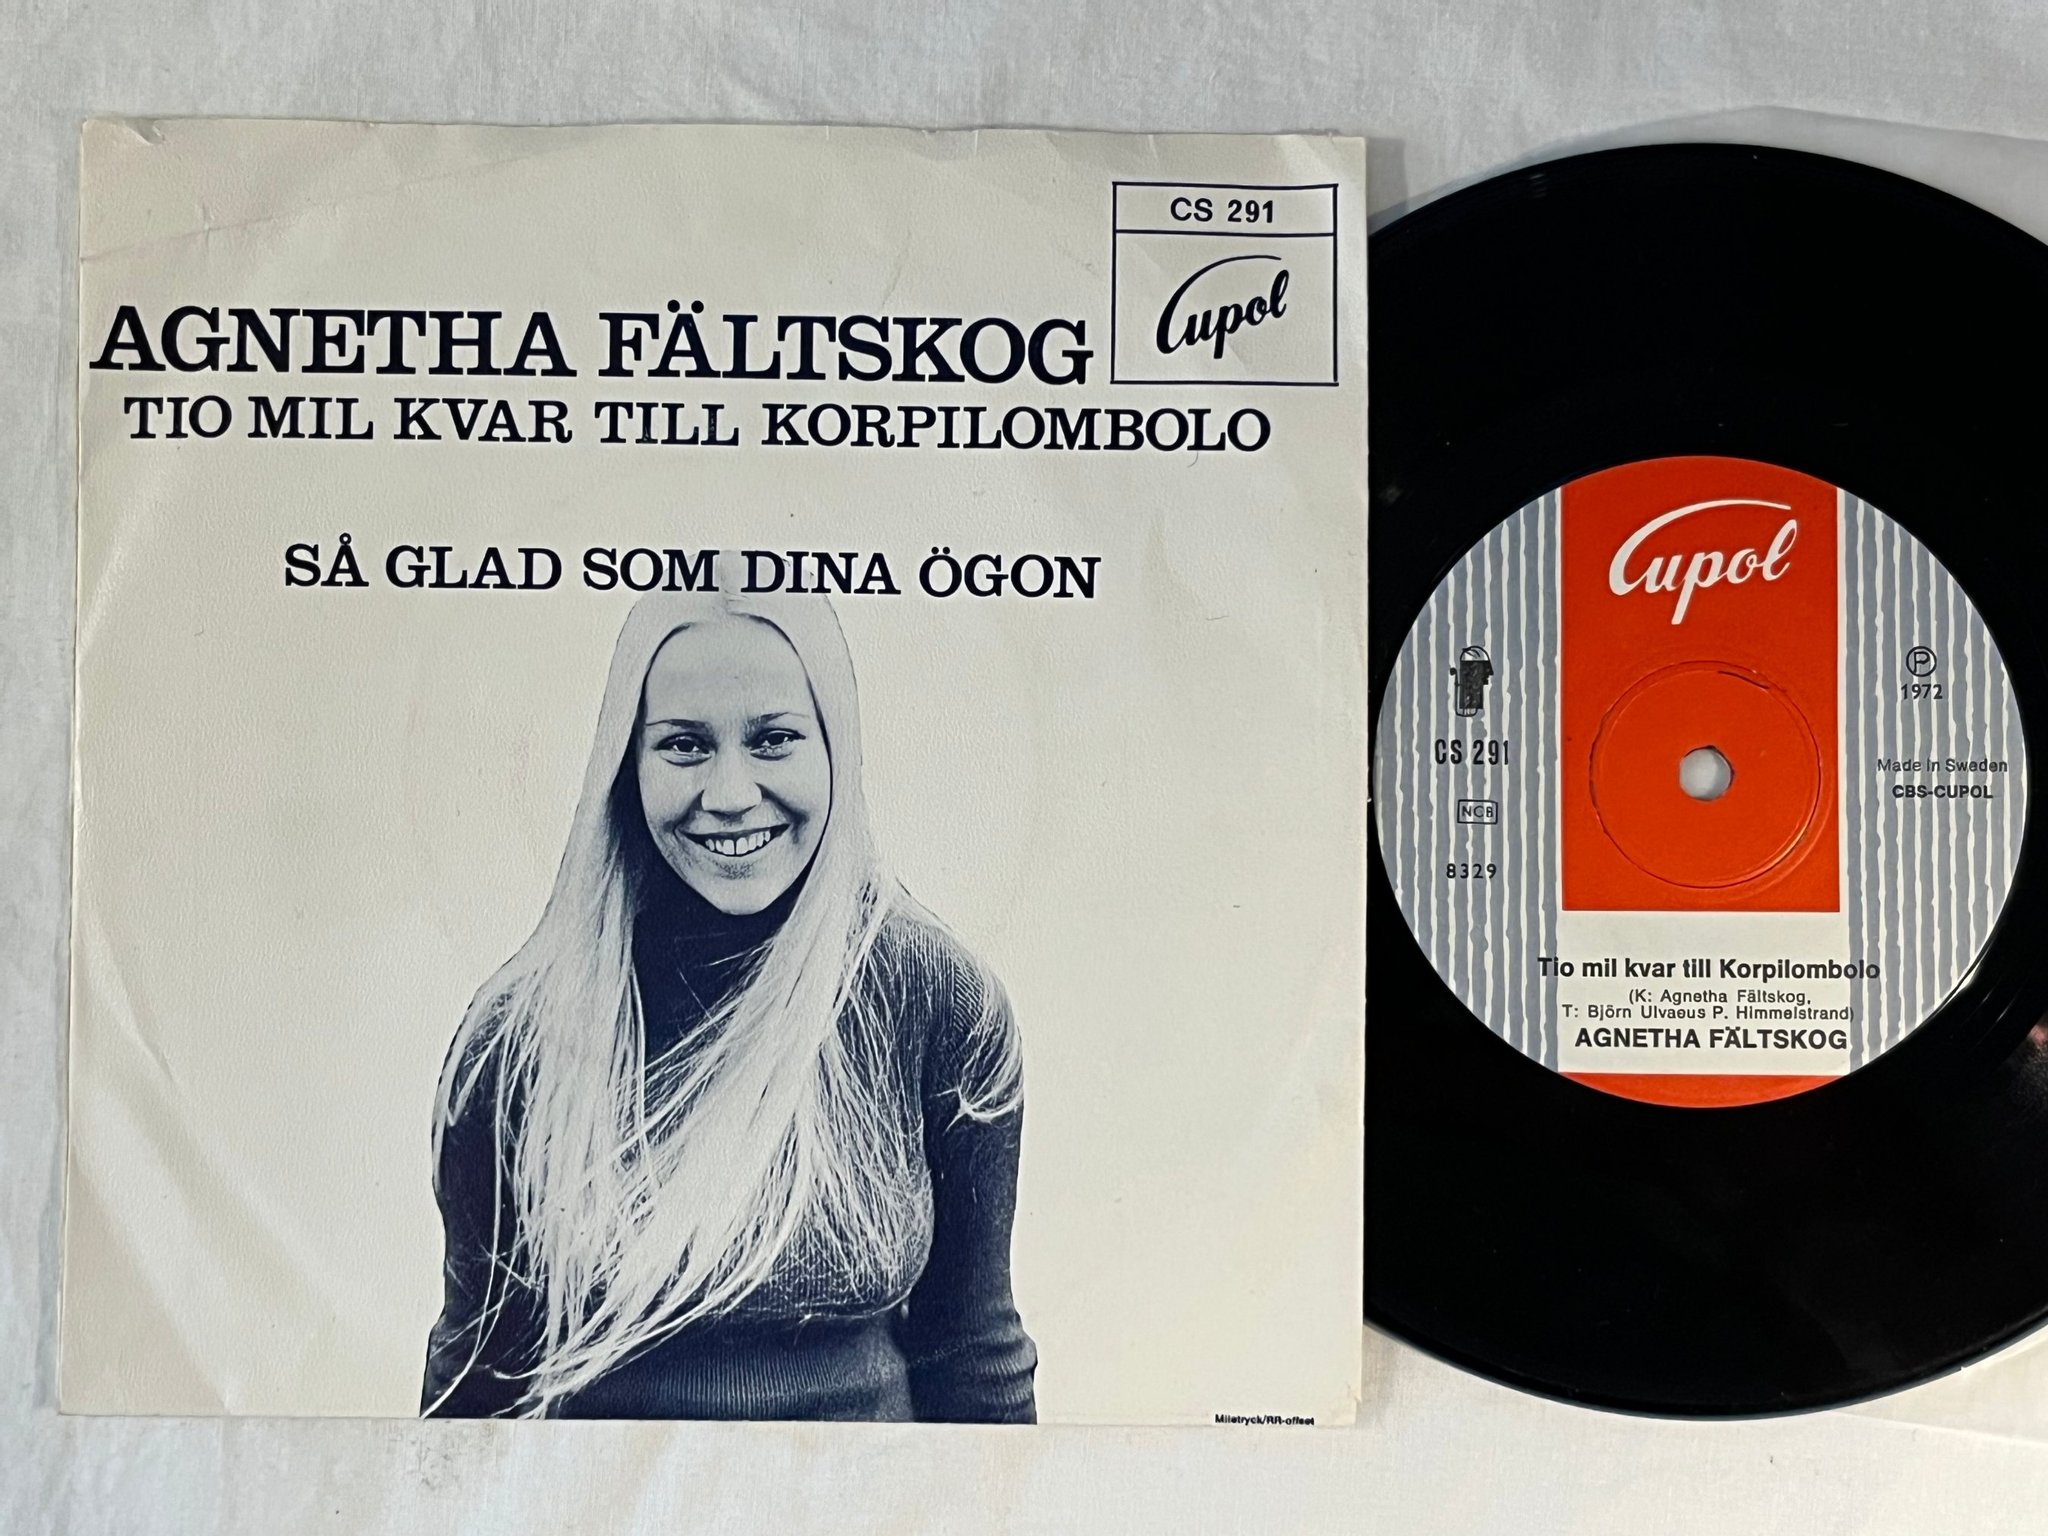 CS 291
Cupol
AGNETHA FÄLTSKOG
TIO MIL KVAR TILL KORPILOMBOLO
SÅ GLAD SOM DINA ÖGON
Miletryck/RR-offset
Cupol
P
1972
CS 291
Made in Sweden
CBS-CUPOL
NCB
8329
Tio mil kvar till Korpilombolo
(K: Agnetha Fältskog,
T: Björn Ulvaeus P. Himmelstrand)
AGNETHA FÄLTSKOG